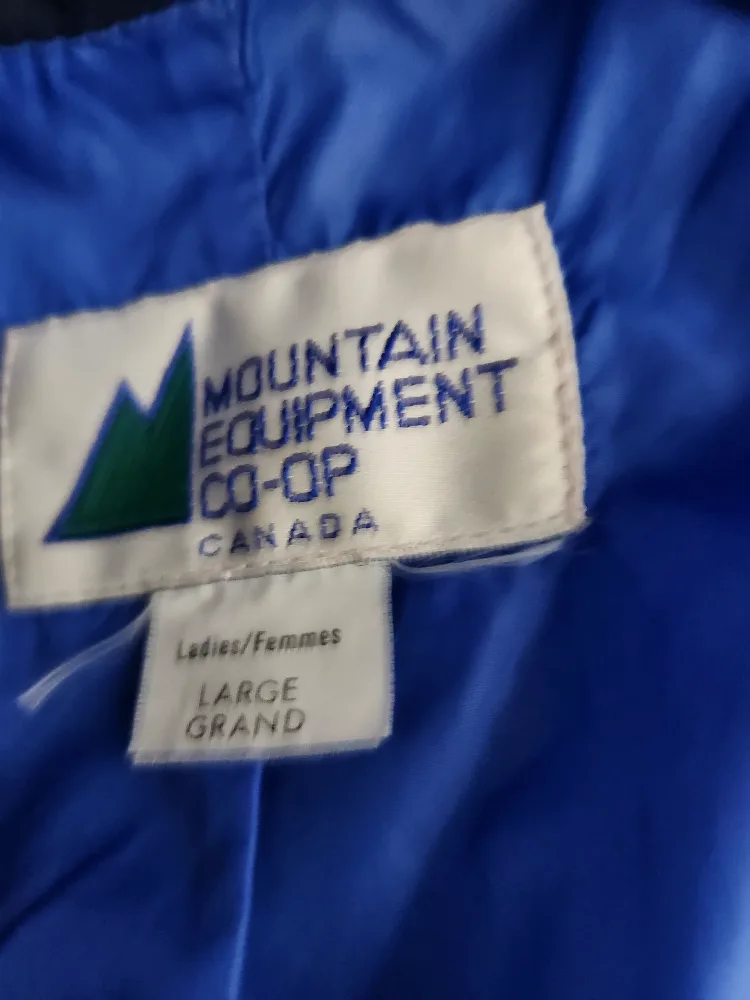 MOUNTAIN
EQUIPMENT
CO-OP
CANADA
Ladies/Femmes
LARGE
GRAND